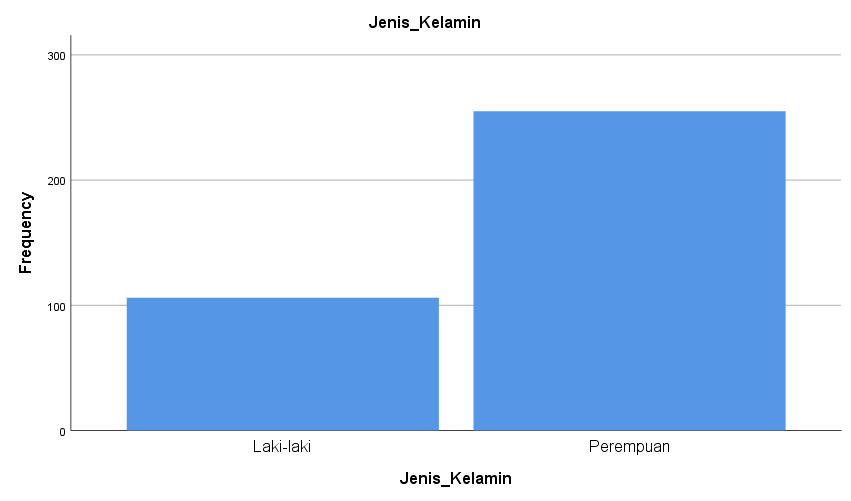 Jenis_Kelamin
300
200
100
0
Frequency
Laki-laki
Perempuan
Jenis_Kelamin